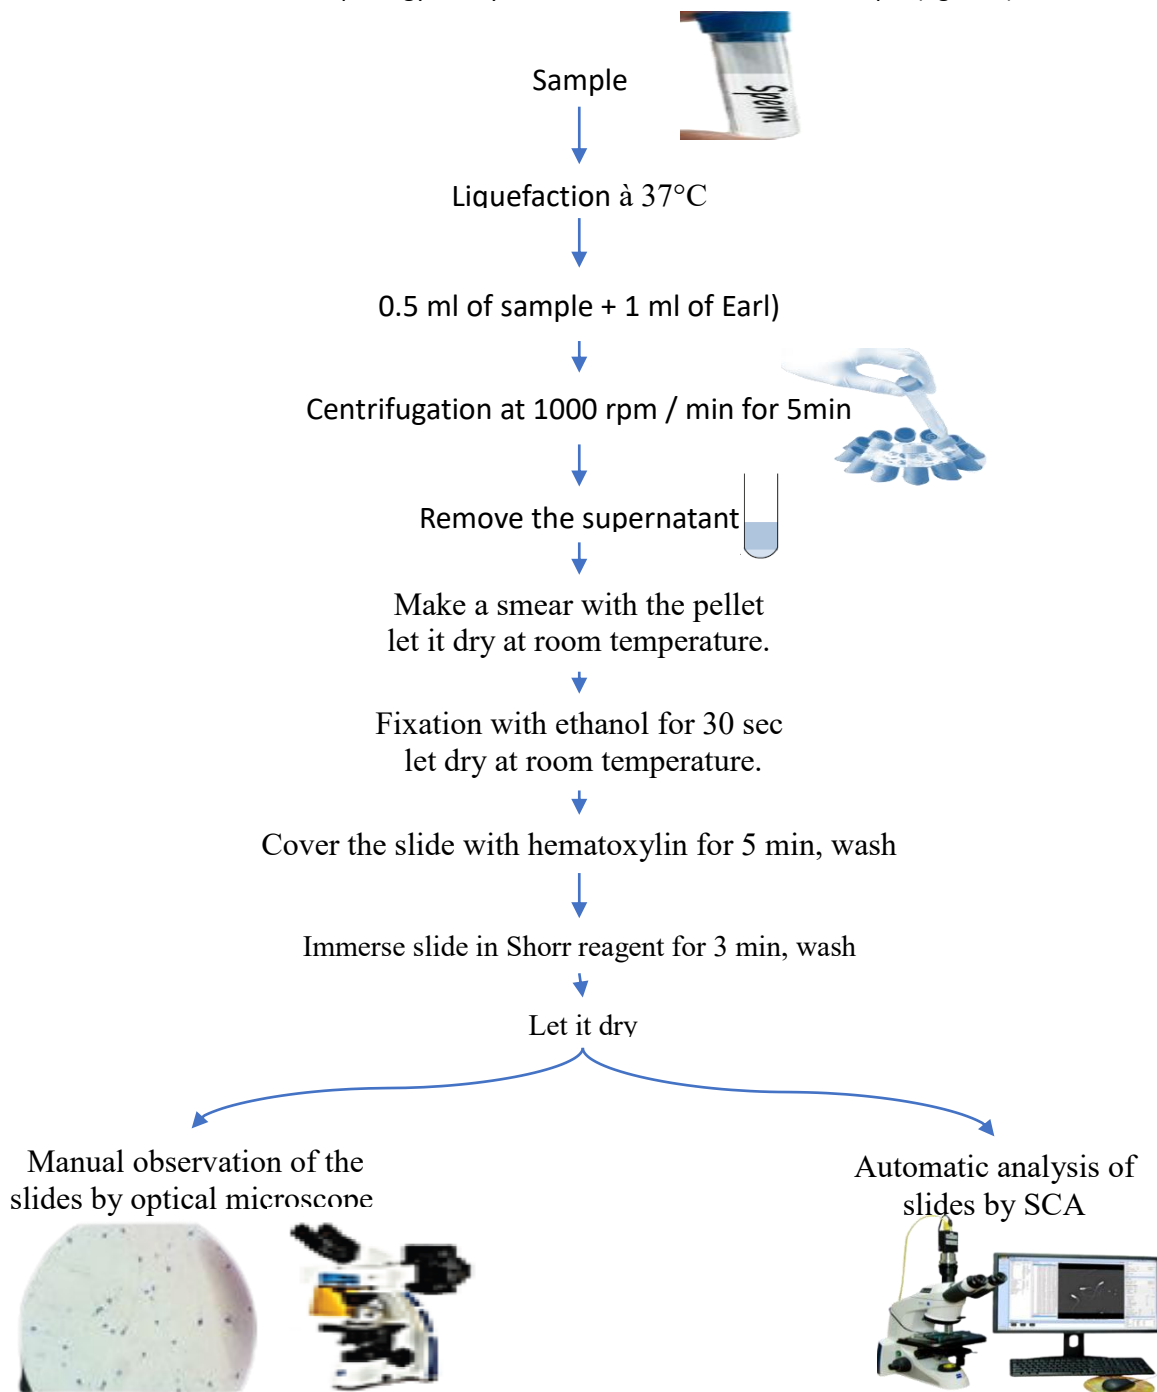 Sample
Sperm
Liquefaction à 37°C
0.5 ml of sample + 1 ml of Earl)
Centrifugation at 1000 rpm / min for 5min
Remove the supernatant
Make a smear with the pellet
let it dry at room temperature.
Fixation with ethanol for 30 sec
let dry at room temperature.
Cover the slide with hematoxylin for 5 min, wash
Immerse slide in Shorr reagent for 3 min, wash
Let it dry
Manual observation of the
slides by optical microscope
Automatic analysis of
slides by SCA